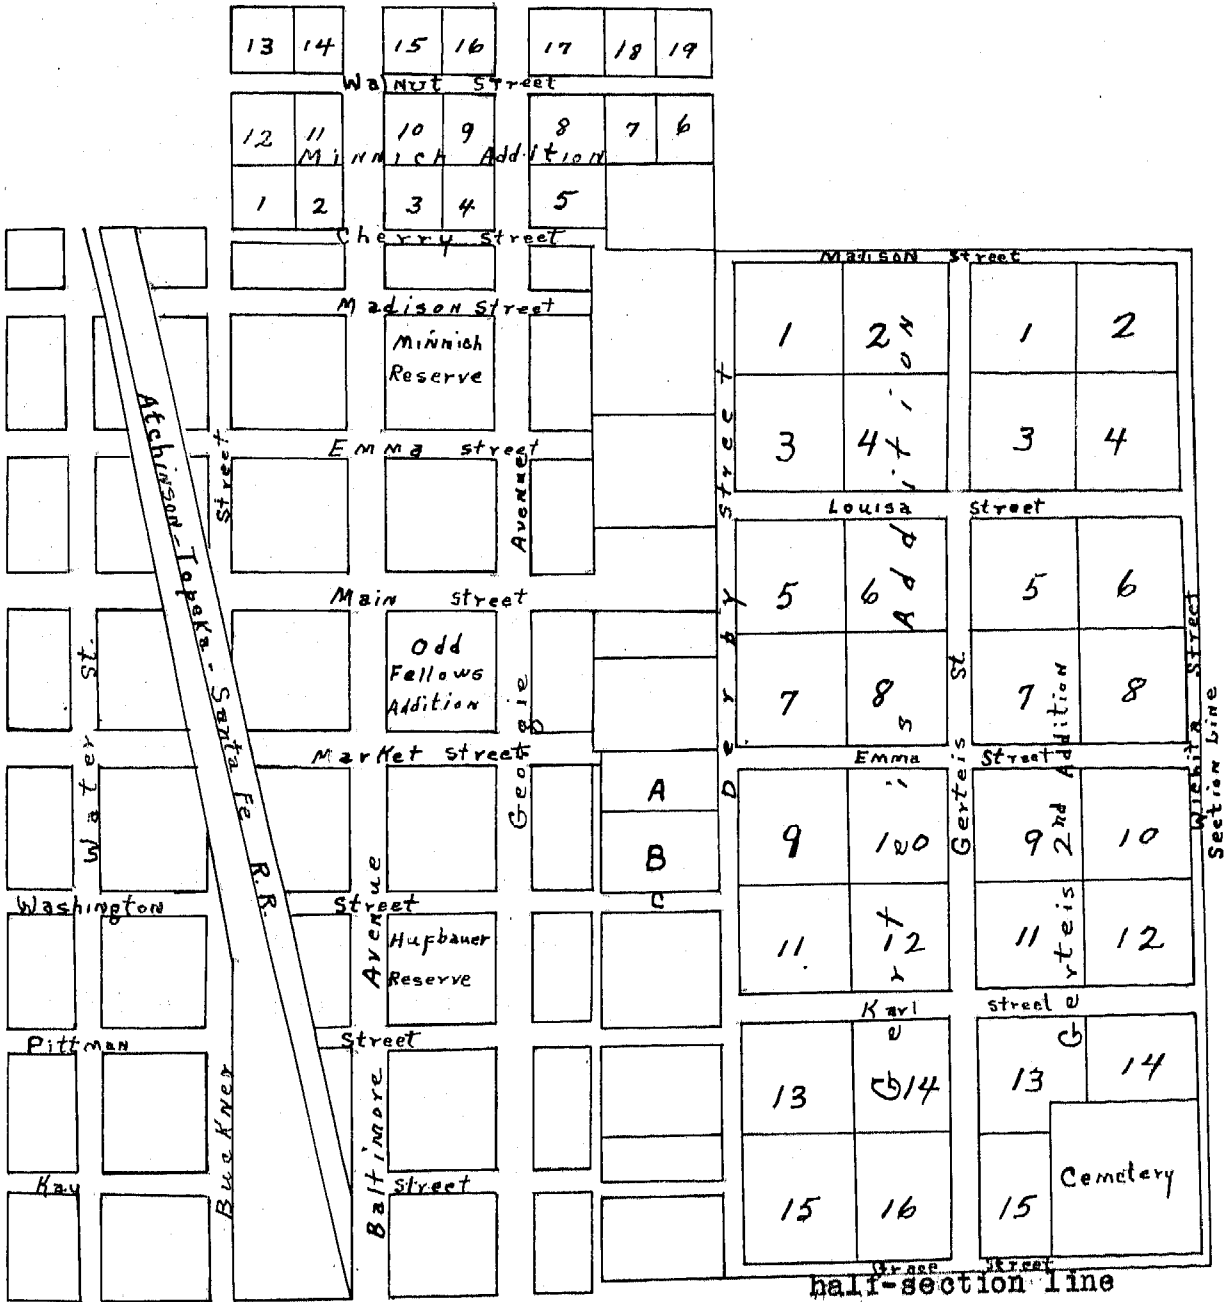 13 14 15 16 17 18 19
Walnut Street
12 11 10 9 8 7 6
Minnich Addition
1 2 3 4 5
Cherry Street
Madison Street
Madison Street
Minnich
Reserve
1 2 1 2
Emma Street
3 4 3 4
Louisa Street
Main Street
5 6 5 6
Odd
Fellows
Addition
7 8 7 8
Market Street
Emma Street
A
B
C
9 10 9 10
Washington Street
Hufbauer
Reserve
11 12 11 12
Karl Street
Pittman Street
13 14 13 14
Cemetery
Kay Street
15 16 15
Grace Street
half-section line
Water St.
Atchinson-Topeka-Santa Fe R.R.
Buckner Street
Baltimore Avenue
Georgie Avenue
Derby Street
Gerteis Addition
Gerteis St.
Gerteis 2nd Addition
Wichita Street
Section Line